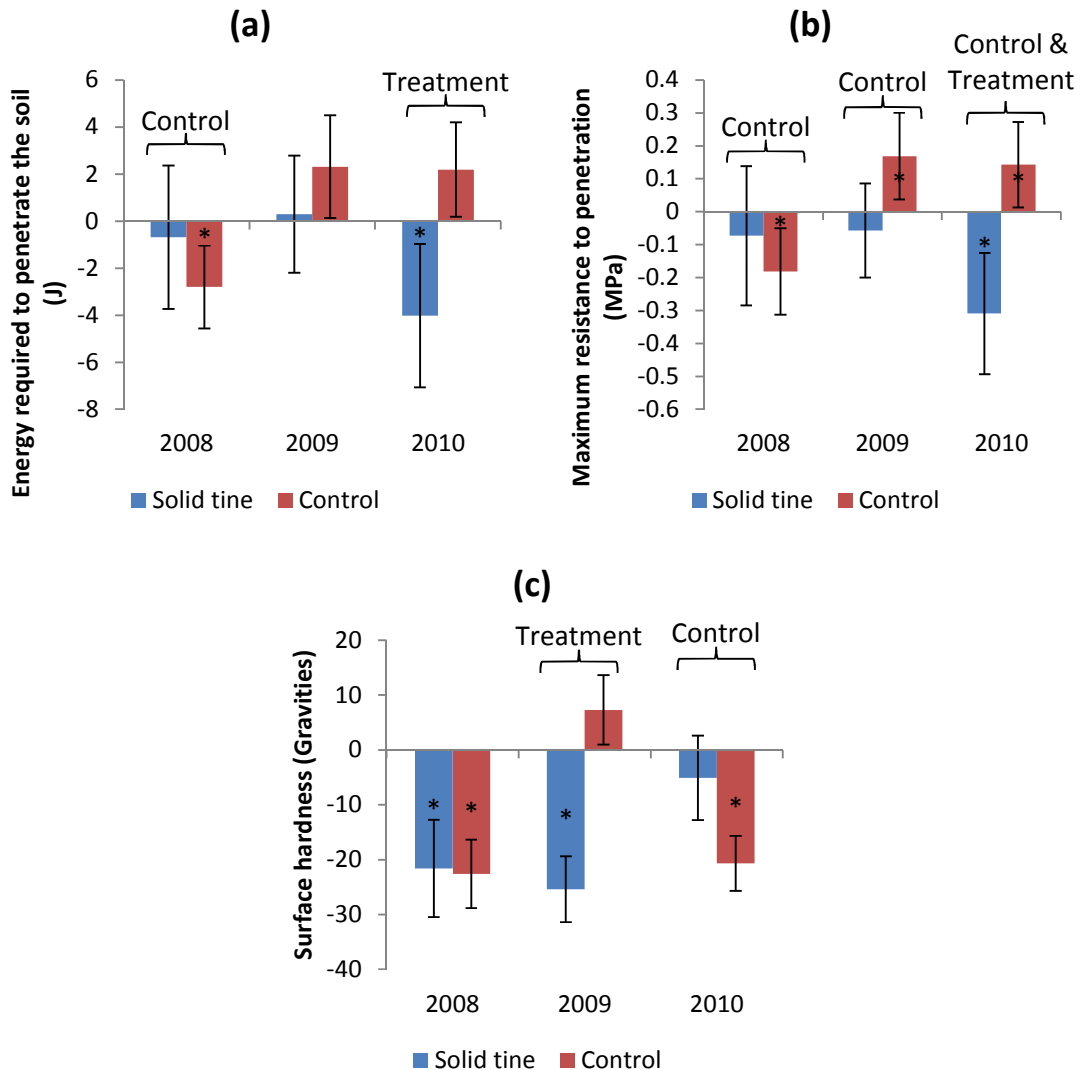 (a)
Energy required to penetrate the soil
(J)
6
4
2
0
-2
-4
-6
-8
Control
Treatment
*
*
2008
2009
2010
Solid tine
Control
(b)
Maximum resistance to penetration
(MPa)
0.4
0.3
0.2
0.1
0
-0.1
-0.2
-0.3
-0.4
-0.5
-0.6
Control
Control
Control &
Treatment
*
*
*
*
2008
2009
2010
Solid tine
Control
(c)
Surface hardness (Gravities)
20
10
0
-10
-20
-30
-40
Treatment
Control
*
*
*
*
2008
2009
2010
Solid tine
Control